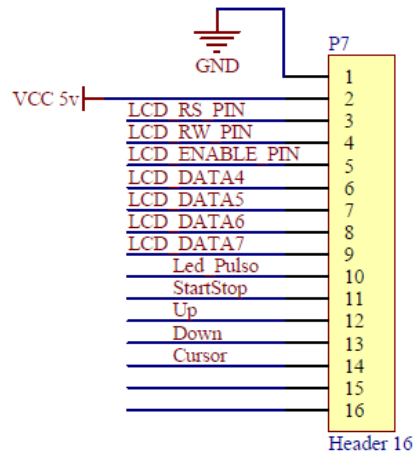 P7
GND
1
VCC 5v
2
LCD_RS_PIN
3
LCD_RW_PIN
4
LCD_ENABLE_PIN
5
LCD_DATA4
6
LCD_DATA5
7
LCD_DATA6
8
LCD_DATA7
9
Led_Pulso
10
StartStop
11
Up
12
Down
13
Cursor
14
15
16
Header 16